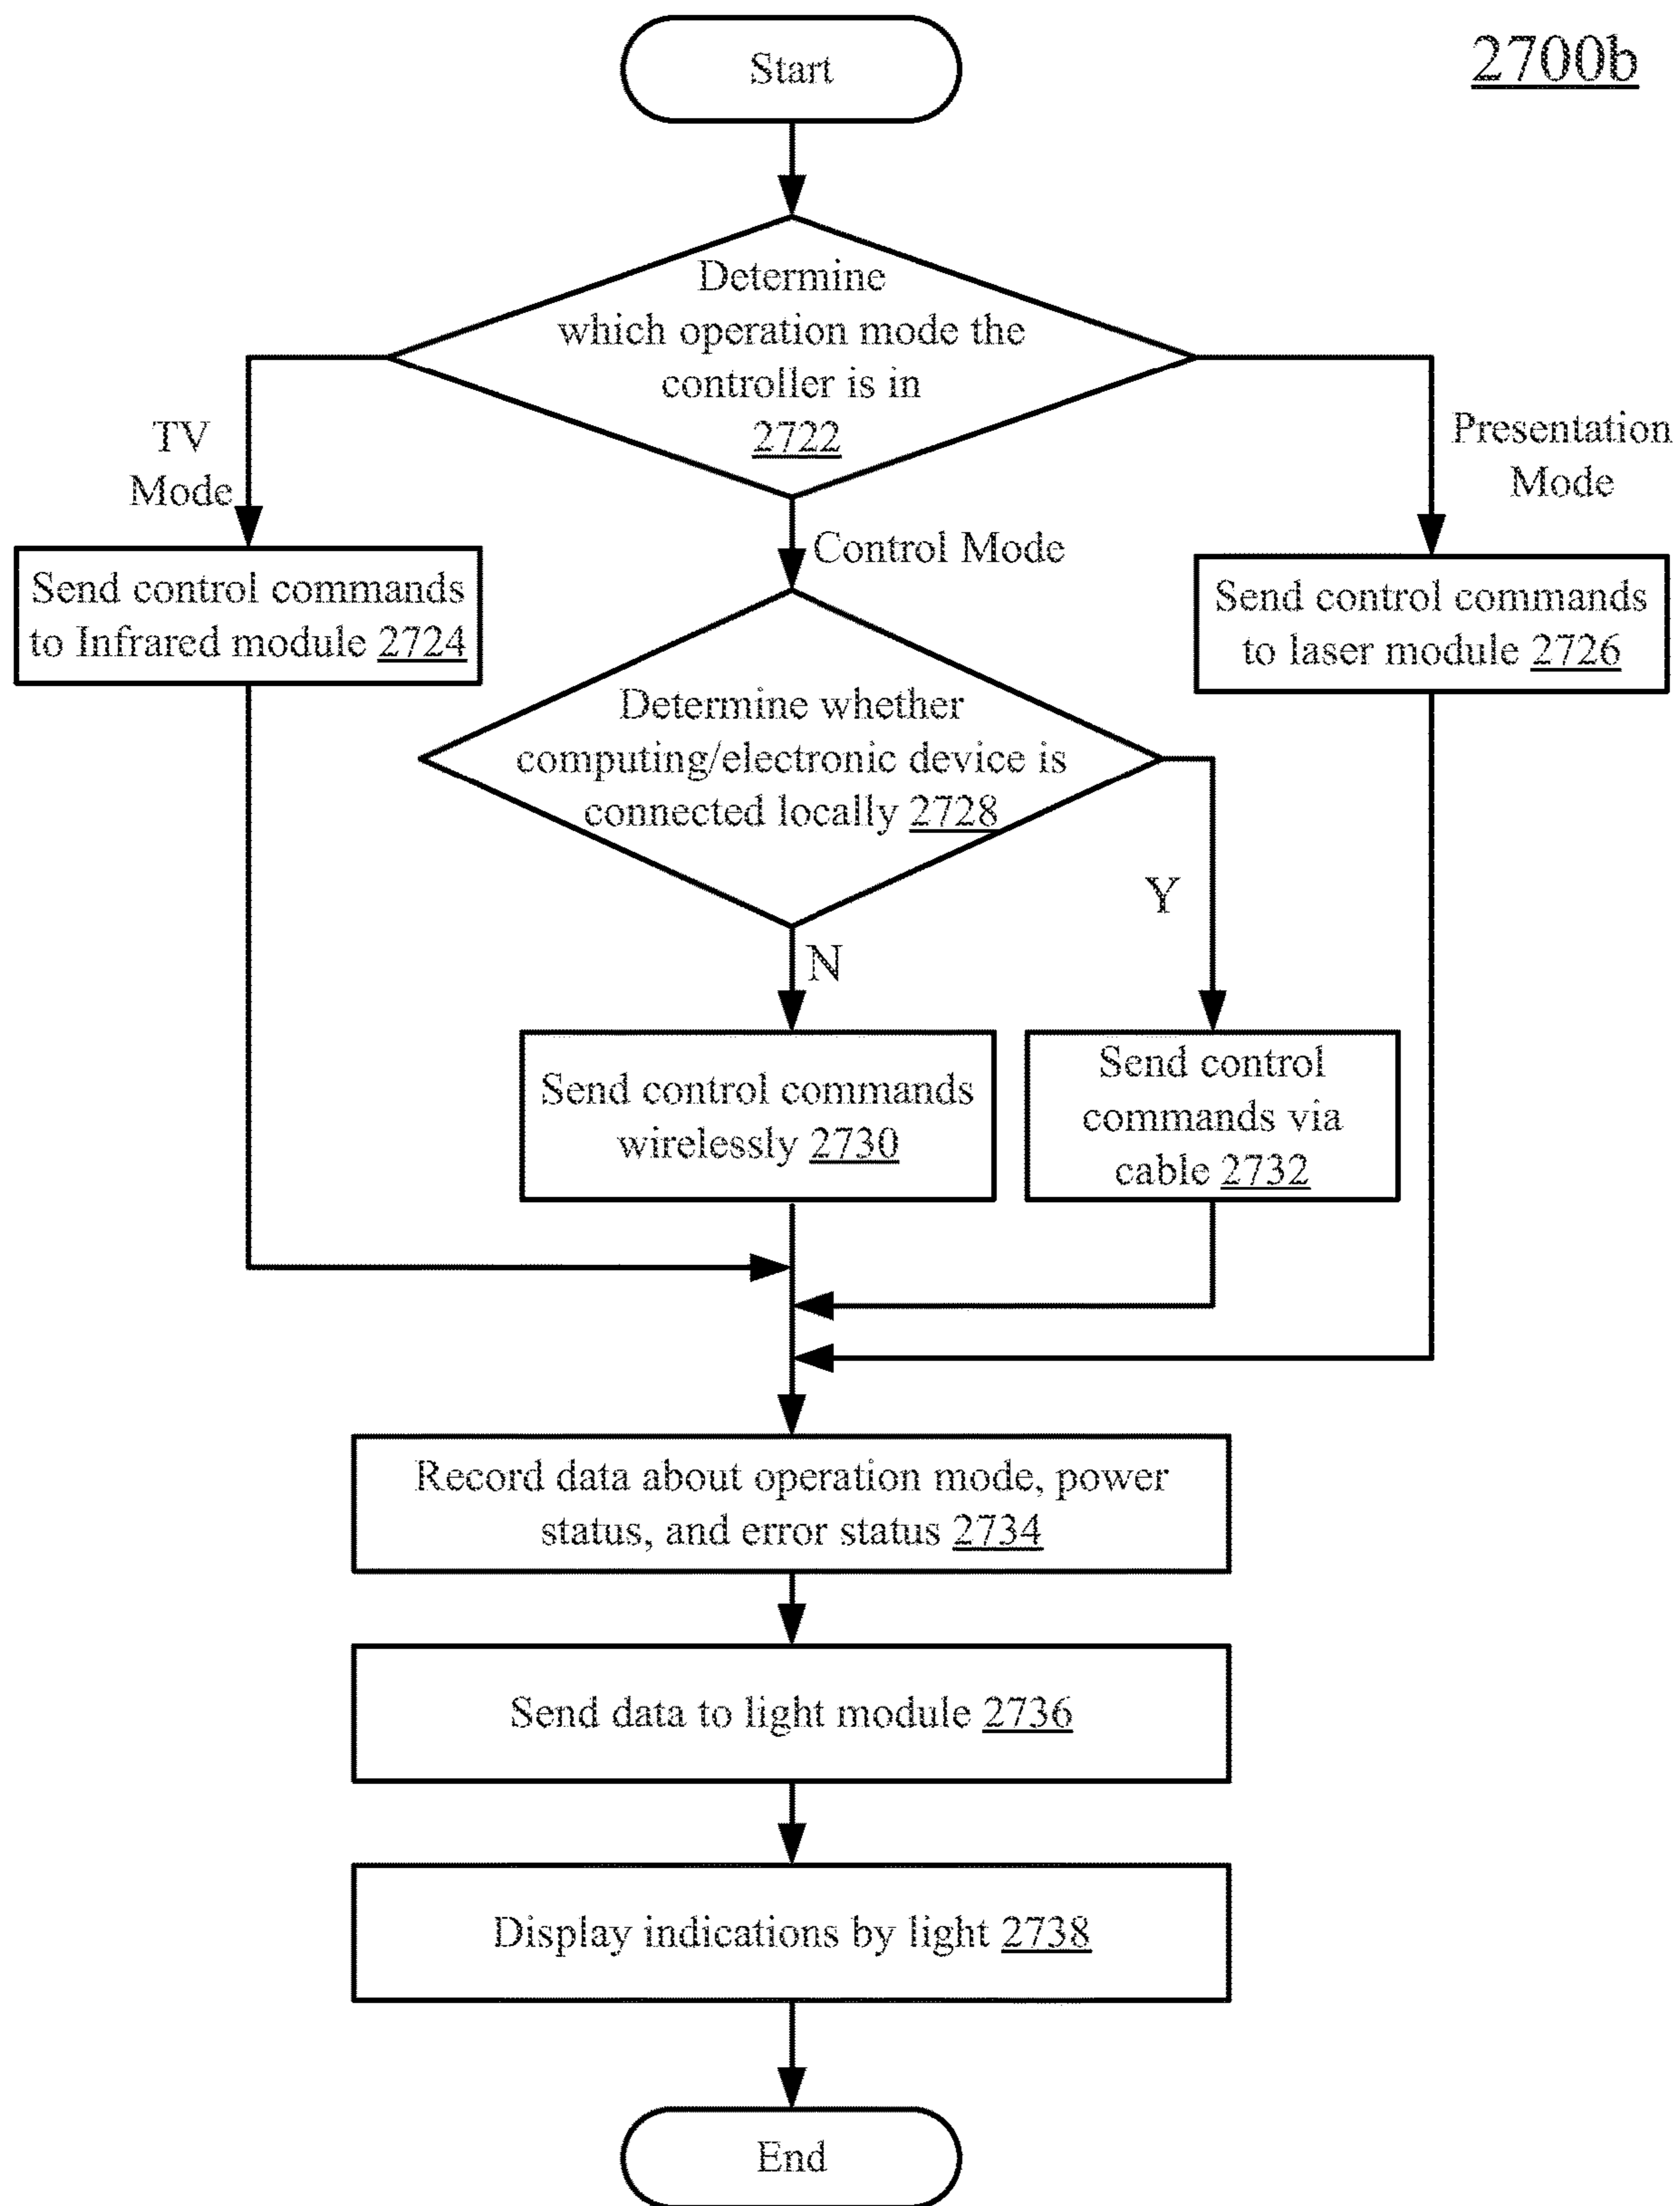 2700b
Start
Determine
which operation mode the
controller is in
2722
TV
Mode
Presentation
Mode
Control Mode
Send control commands
to Infrared module 2724
Send control commands
to laser module 2726
Determine whether
computing/electronic device is
connected locally 2728
Y
N
Send control commands
wirelessly 2730
Send control
commands via
cable 2732
Record data about operation mode, power
status, and error status 2734
Send data to light module 2736
Display indications by light 2738
End